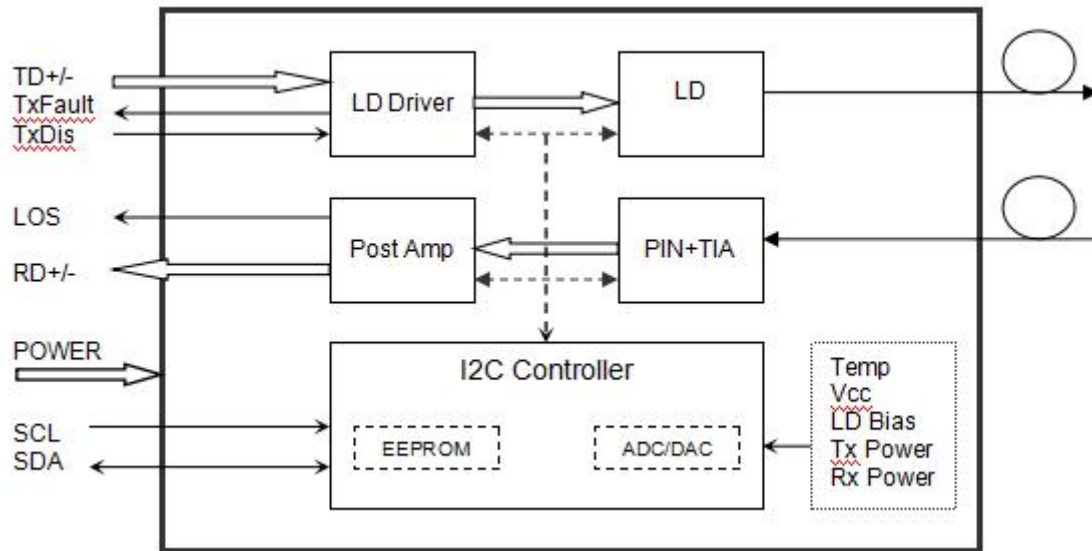 TD+/-
TxFault
TxDis
LD Driver
LD
LOS
RD+/-
Post Amp
PIN+TIA
POWER
SCL
SDA
I2C Controller
EEPROM
ADC/DAC
Temp
Vcc
LD Bias
Tx Power
Rx Power